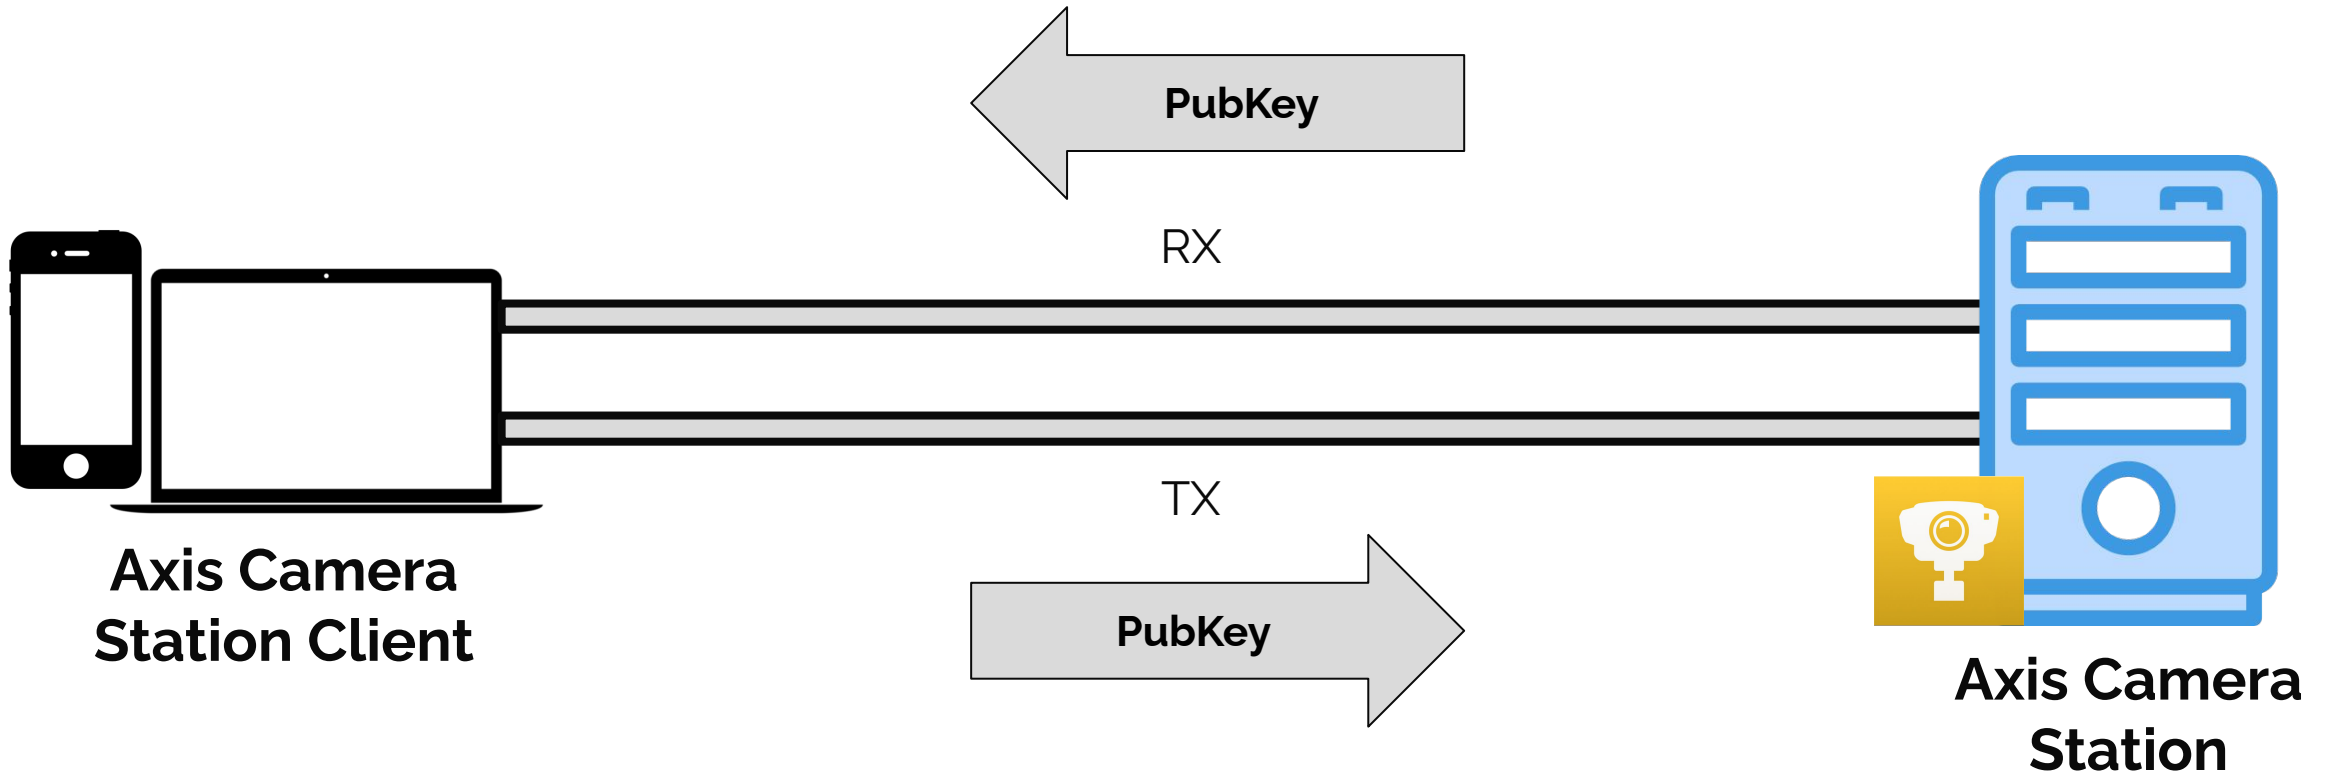 PubKey
RX
TX
PubKey
Axis Camera
Station Client
Axis Camera
Station